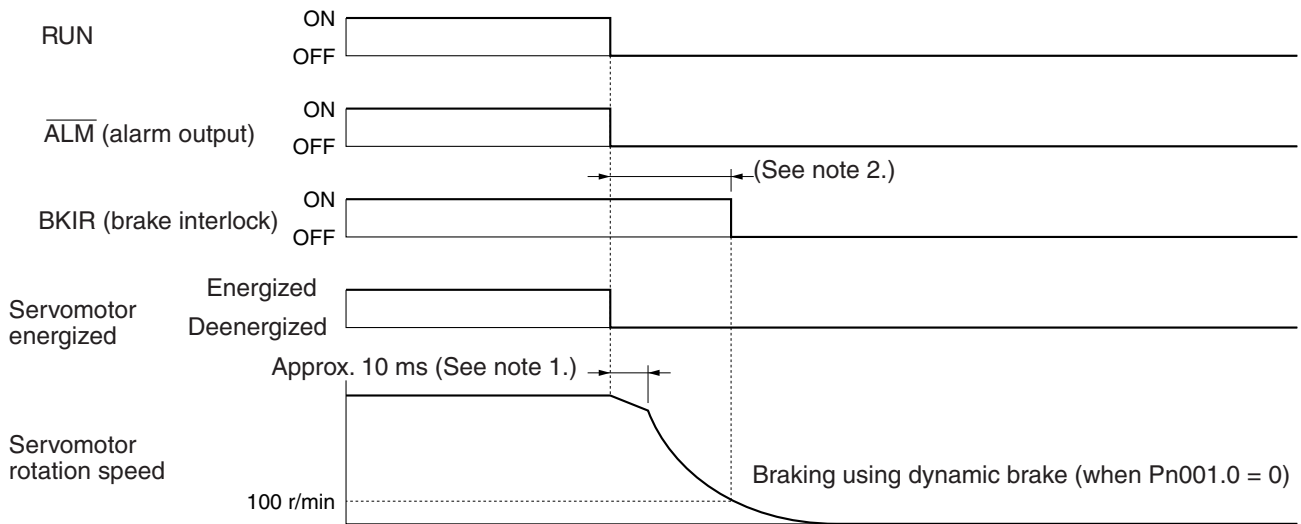 RUN
ON
OFF
ALM (alarm output)
ON
OFF
(See note 2.)
BKIR (brake interlock)
ON
OFF
Servomotor
energized
Energized
Deenergized
Approx. 10 ms (See note 1.)
Servomotor
rotation speed
Braking using dynamic brake (when Pn001.0 = 0)
100 r/min